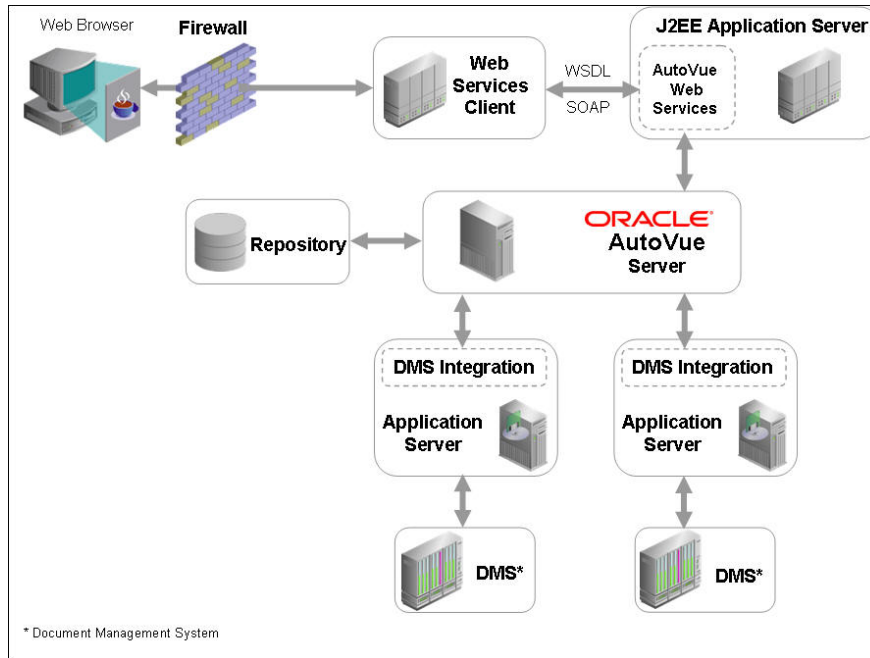 Web Browser
Firewall
J2EE Application Server
Web
Services
Client
WSDL
SOAP
AutoVue
Web
Services
Repository
ORACLE®
AutoVue
Server
DMS Integration
Application
Server
DMS Integration
Application
Server
DMS*
DMS*
* Document Management System